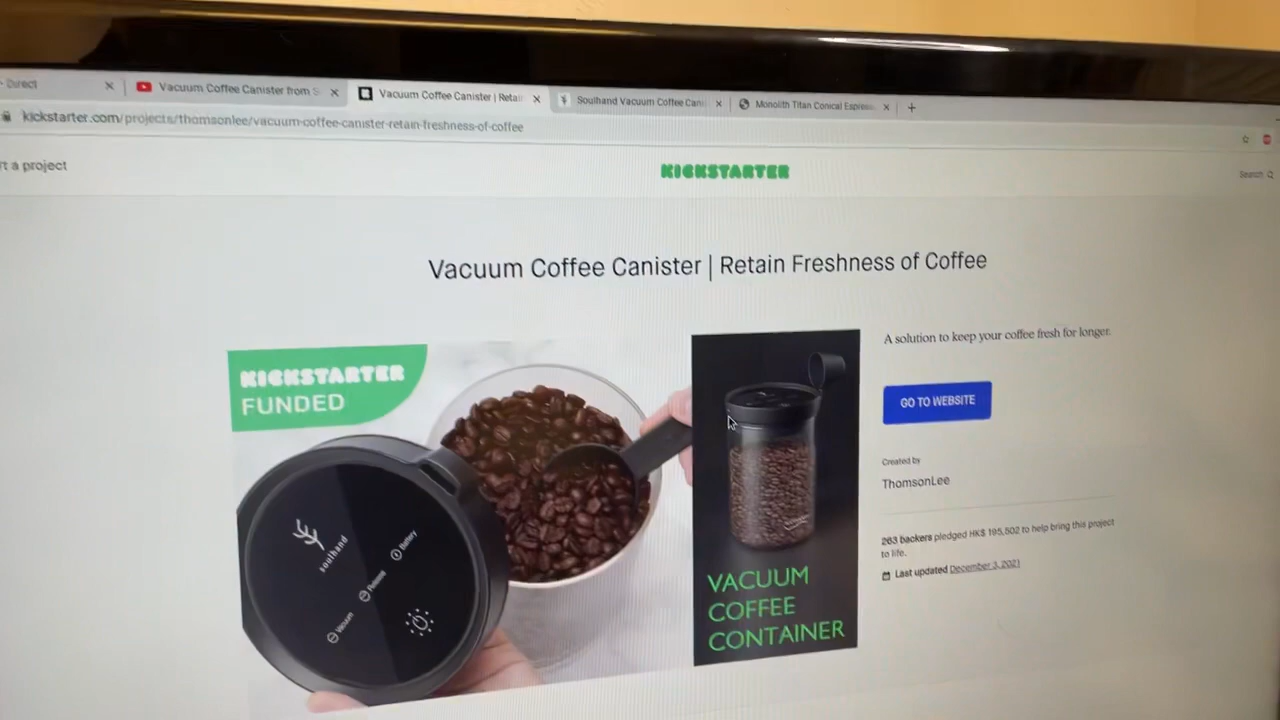 Direct
Vacuum Coffee Canister from S
Vacuum Coffee Canister | Retai
Soulhand Vacuum Coffee Cani
Monolith Titan Conical Espress
kickstarter.com/projects/thomsonlee/vacuum-coffee-canister-retain-freshness-of-coffee
rt a project
KICKSTARTER
Search
Vacuum Coffee Canister | Retain Freshness of Coffee
KICKSTARTER
FUNDED
soulhand
Vacuum
Release
Battery
VACUUM
COFFEE
CONTAINER
A solution to keep your coffee fresh for longer.
GO TO WEBSITE
Created by
ThomsonLee
263 backers pledged HK$ 195,602 to help bring this project
to life.
Last updated December 3, 2021